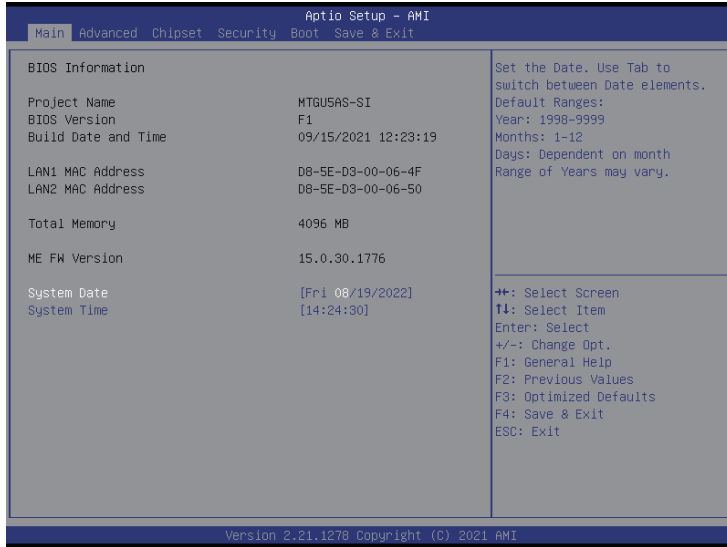 Aptio Setup – AMI
Main Advanced Chipset Security Boot Save & Exit
BIOS Information
Project Name MTGU5AS-SI
BIOS Version F1
Build Date and Time 09/15/2021 12:23:19
LAN1 MAC Address D8-5E-D3-00-06-4F
LAN2 MAC Address D8-5E-D3-00-06-50
Total Memory 4096 MB
ME FW Version 15.0.30.1776
System Date [Fri 08/19/2022]
System Time [14:24:30]
Set the Date. Use Tab to
switch between Date elements.
Default Ranges:
Year: 1998-9999
Months: 1-12
Days: Dependent on month
Range of Years may vary.
→←: Select Screen
↑↓: Select Item
Enter: Select
+/-: Change Opt.
F1: General Help
F2: Previous Values
F3: Optimized Defaults
F4: Save & Exit
ESC: Exit
Version 2.21.1278 Copyright (C) 2021 AMI